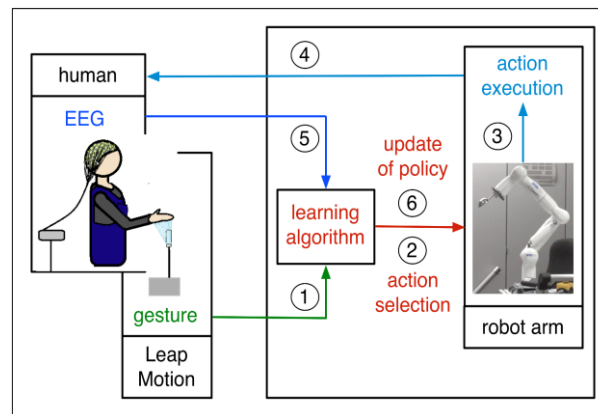 human
EEG
gesture
Leap
Motion
1
5
4
learning
algorithm
update
of policy
6
2
action
selection
action
execution
3
robot arm